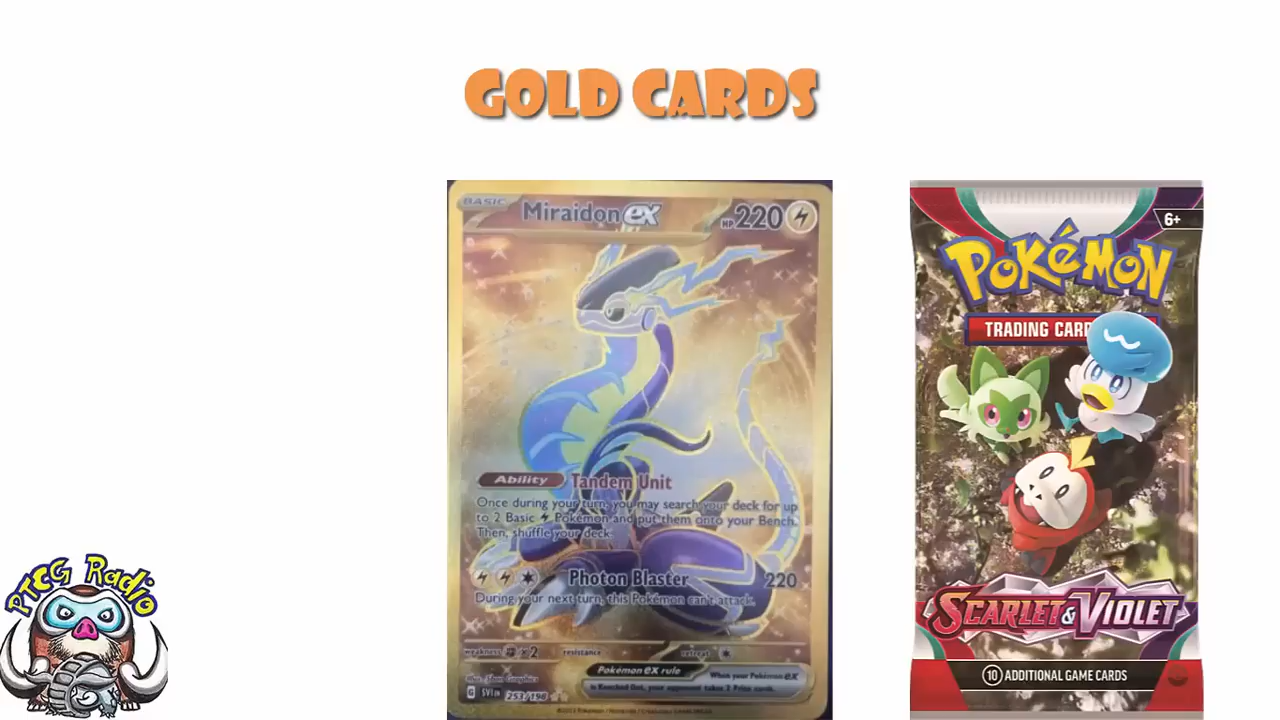 GOLD CARDS
BASIC
Miraidon ex
HP 220
Ability Tandem Unit
Once during your turn, you may search your deck for up
to 2 Basic Pokémon and put them onto your Bench.
Then, shuffle your deck.
Photon Blaster 220
During your next turn, this Pokémon can't attack.
weakness ×2 resistance retreat
Pokémon ex rule
When your Pokémon ex
is Knocked Out, your opponent takes 2 Prize cards.
G SVI EN 253/198
6+
POKÉMON
TRADING CARD
SCARLET & VIOLET
10 ADDITIONAL GAME CARDS
PTCG Radio